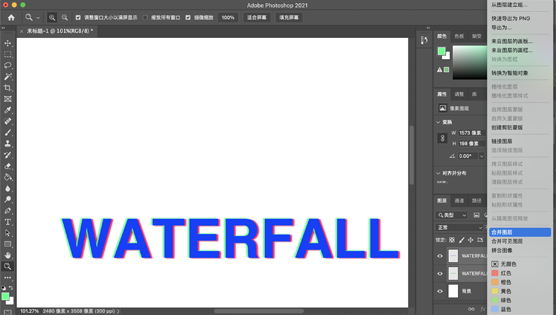 Adobe Photoshop 2021
调整窗口大小以满屏显示 缩放所有窗口 细微缩放 100% 适合屏幕 填充屏幕
× 未标题-1 @ 101%(RGB/8) *
WATERFALL
101.27% 2480 像素 x 3508 像素 (300 ppi)
颜色 色板 渐变
属性 调整 库
像素图层
变换
W 1573 像素
H 198 像素
0.00°
对齐并分布
图层 通道 路径
类型
正常
锁定:
WATERFALL
WATERFALL
背景
从图层建立组...
快速导出为 PNG
导出为...
来自图层的画板...
来自图层的画框...
转换为图框
转换为智能对象
栅格化图层
栅格化图层样式
启用图层蒙版
启用矢量蒙版
创建剪贴蒙版
链接图层
选择链接图层
拷贝图层样式
粘贴图层样式
清除图层样式
复制形状属性
粘贴形状属性
从隔离图层释放
合并图层
合并可见图层
拼合图像
无颜色
红色
橙色
黄色
绿色
蓝色